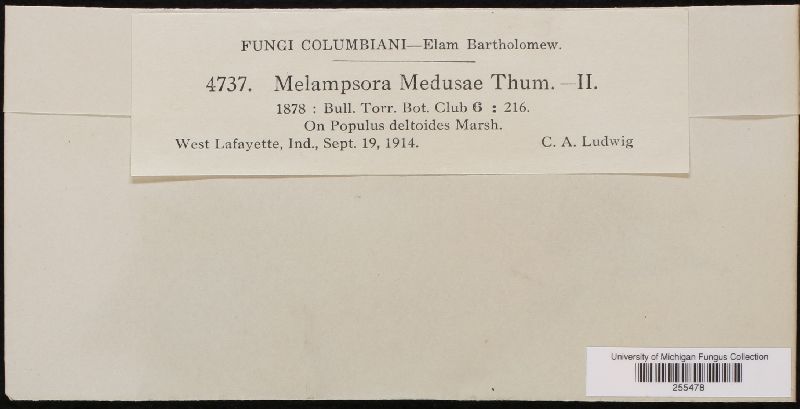 FUNGI COLUMBIANI—Elam Bartholomew.
4737. Melampsora Medusae Thum.—II.
1878 : Bull. Torr. Bot. Club 6 : 216.
On Populus deltoides Marsh.
West Lafayette, Ind., Sept. 19, 1914. C. A. Ludwig
University of Michigan Fungus Collection
255478